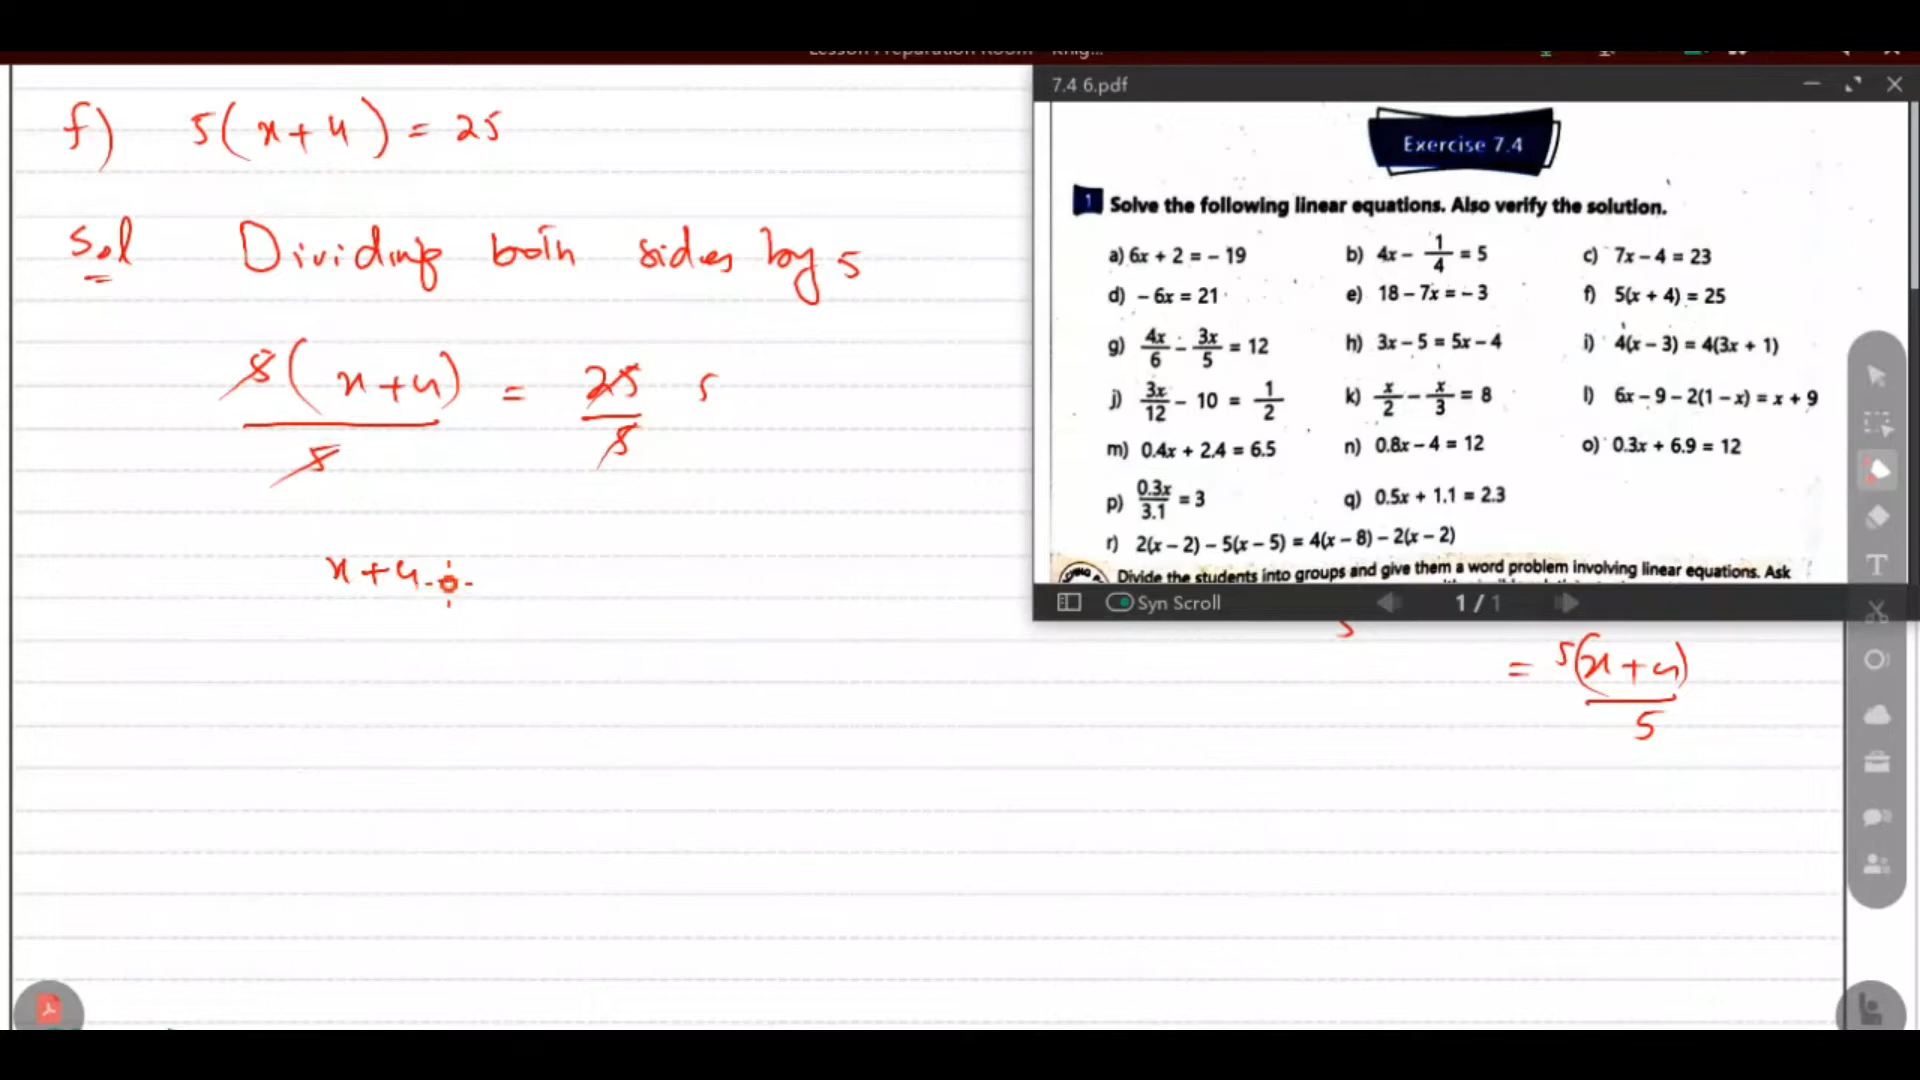 f) 5(x+4) = 25
Sol Dividing both sides by 5
5(x+4)/5 = 25/5 5
x+4
= 5(x+4)/5
5
7.4 6.pdf
Exercise 7.4
1 Solve the following linear equations. Also verify the solution.
a) 6x + 2 = – 19 b) 4x – 1/4 = 5 c) 7x – 4 = 23
d) – 6x = 21 e) 18 – 7x = – 3 f) 5(x + 4) = 25
g) 4x/6 – 3x/5 = 12 h) 3x – 5 = 5x – 4 i) 4(x – 3) = 4(3x + 1)
j) 3x/12 – 10 = 1/2 k) x/2 – x/3 = 8 l) 6x – 9 – 2(1 – x) = x + 9
m) 0.4x + 2.4 = 6.5 n) 0.8x – 4 = 12 o) 0.3x + 6.9 = 12
p) 0.3x/3.1 = 3 q) 0.5x + 1.1 = 2.3
r) 2(x – 2) – 5(x – 5) = 4(x – 8) – 2(x – 2)
Divide the students into groups and give them a word problem involving linear equations. Ask
Syn Scroll 1 / 1
T